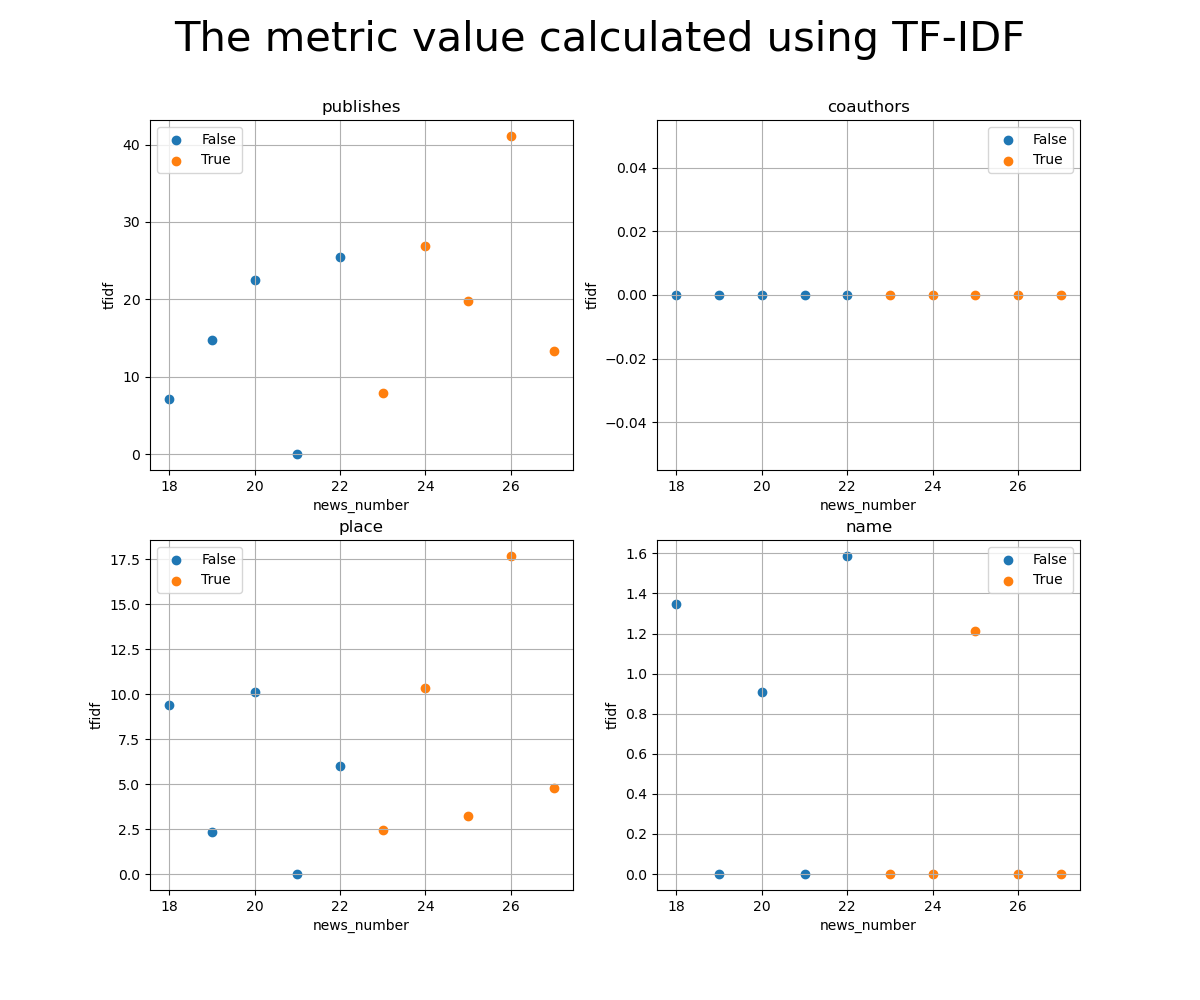 The metric value calculated using TF-IDF
publishes
False
True
40
30
20
10
0
tfidf
18 20 22 24 26
news_number
coauthors
False
True
0.04
0.02
0.00
−0.02
−0.04
tfidf
18 20 22 24 26
news_number
place
False
True
17.5
15.0
12.5
10.0
7.5
5.0
2.5
0.0
tfidf
18 20 22 24 26
news_number
name
False
True
1.6
1.4
1.2
1.0
0.8
0.6
0.4
0.2
0.0
tfidf
18 20 22 24 26
news_number